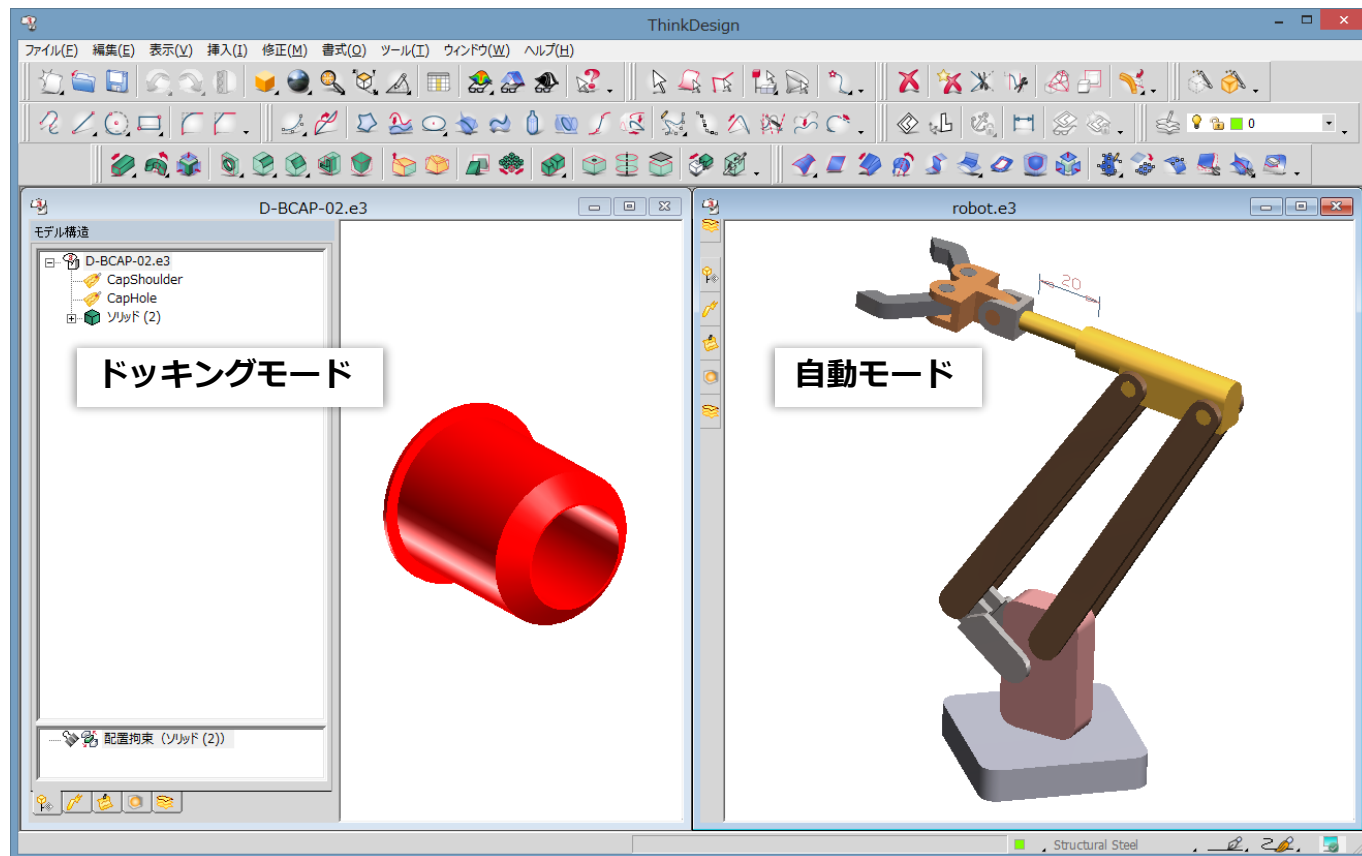 ThinkDesign
ファイル(F) 編集(E) 表示(V) 挿入(I) 修正(M) 書式(O) ツール(T) ウィンドウ(W) ヘルプ(H)
0
D-BCAP-02.e3
モデル構造
D-BCAP-02.e3
CapShoulder
CapHole
ソリッド (2)
ドッキングモード
配置拘束（ソリッド (2)）
robot.e3
20
自動モード
Structural Steel